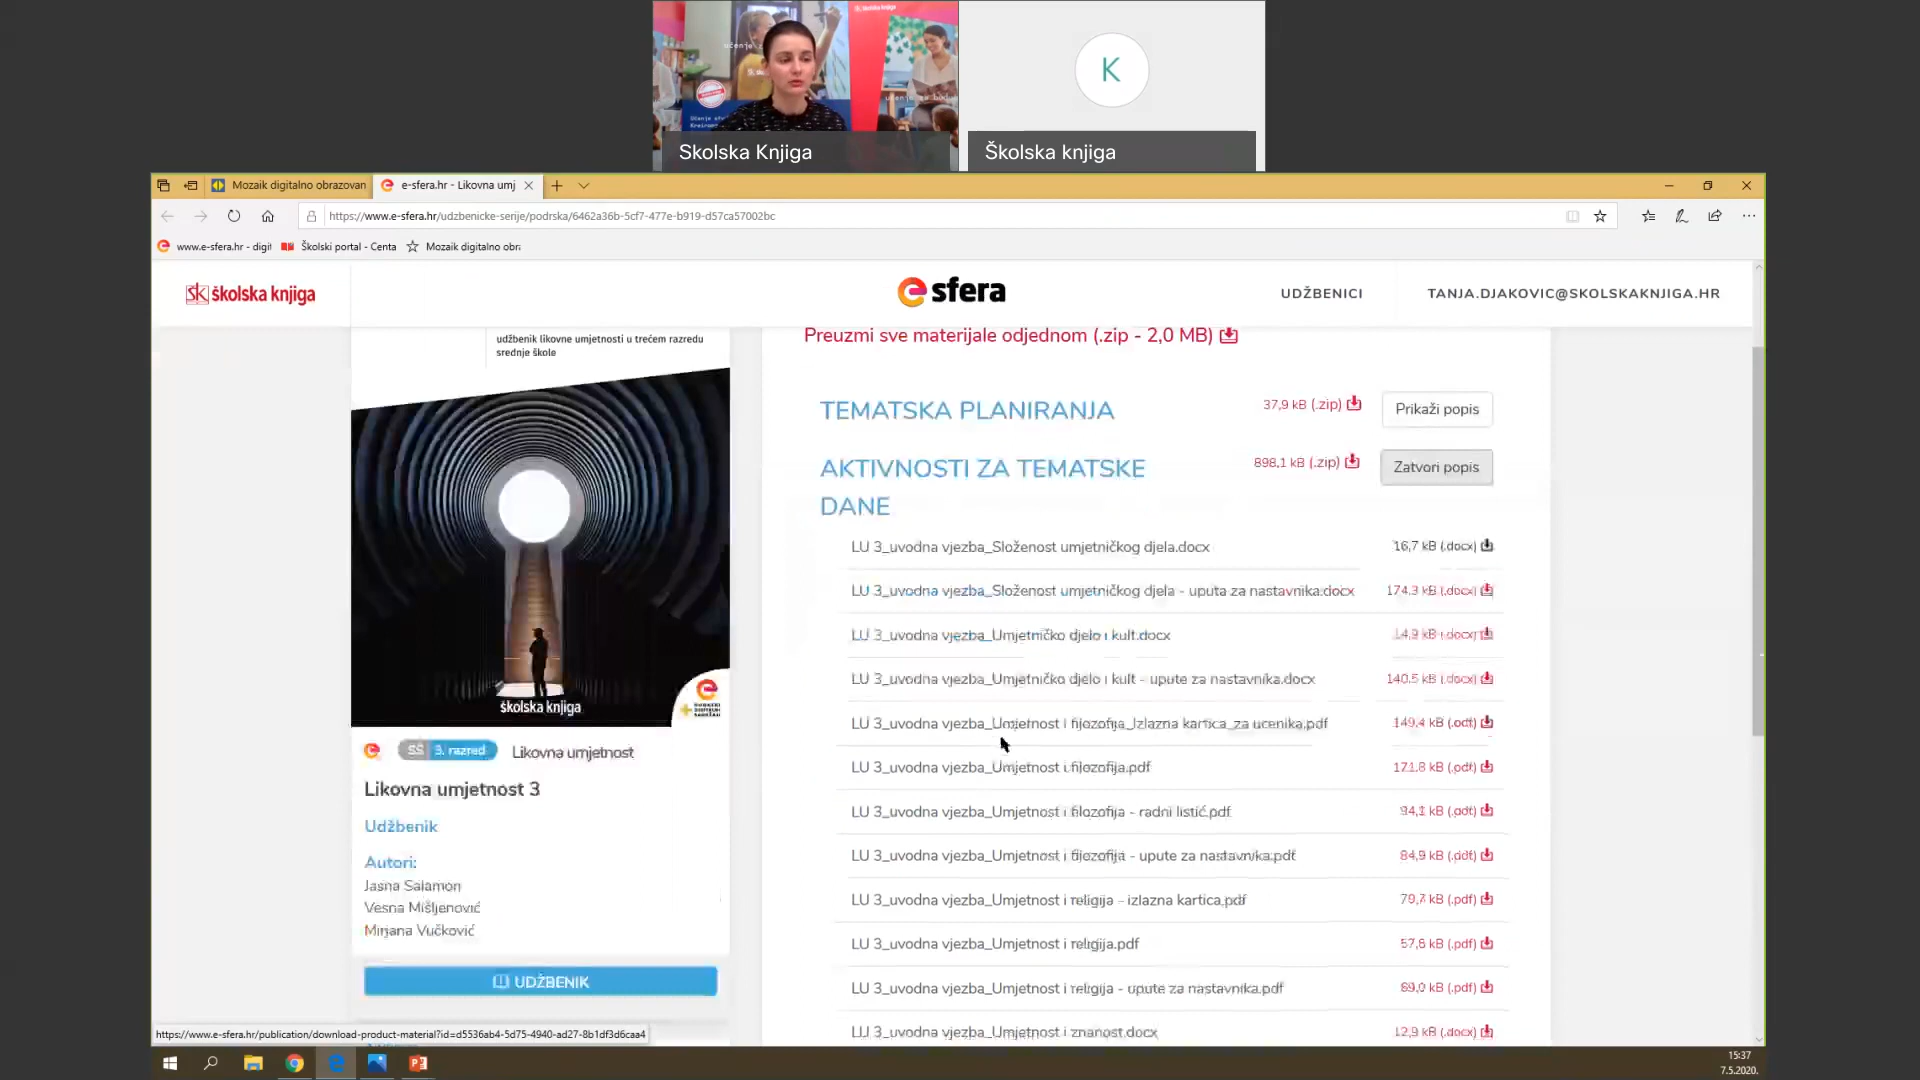 školska knjiga
Skolska Knjiga
K
Školska knjiga
Mozaik digitalno obrazovan
e-sfera.hr - Likovna umj
https://www.e-sfera.hr/udzbenicke-serije/podrska/6462a36b-5cf7-477e-b919-d57ca57002bc
www.e-sfera.hr - digit
Školski portal - Centa
Mozaik digitalno obra
školska knjiga
e sfera
UDŽBENICI
TANJA.DJAKOVIC@SKOLSKAKNJIGA.HR
udžbenik likovne umjetnosti u trećem razredu
srednje škole
školska knjiga
SŠ 3. razred Likovna umjetnost
Likovna umjetnost 3
Udžbenik
Autori:
Jasna Salamon
Vesna Mišljenović
Mirjana Vučković
UDŽBENIK
Preuzmi sve materijale odjednom (.zip - 2,0 MB)
TEMATSKA PLANIRANJA 37,9 kB (.zip) Prikaži popis
AKTIVNOSTI ZA TEMATSKE 898,1 kB (.zip) Zatvori popis
DANE
LU 3_uvodna vjezba_Složenost umjetničkog djela.docx 16,7 kB (.docx)
LU 3_uvodna vjezba_Složenost umjetničkog djela - uputa za nastavnika.docx 174,3 kB (.docx)
LU 3_uvodna vjezba_Umjetničko djelo i kult.docx 14,9 kB (.docx)
LU 3_uvodna vjezba_Umjetničko djelo i kult - upute za nastavnika.docx 140,5 kB (.docx)
LU 3_uvodna vjezba_Umjetnost i filozofija_Izlazna kartica_za ucenika.pdf 149,4 kB (.pdf)
LU 3_uvodna vjezba_Umjetnost i filozofija.pdf 171,8 kB (.pdf)
LU 3_uvodna vjezba_Umjetnost i filozofija - radni listić.pdf 94,1 kB (.pdf)
LU 3_uvodna vjezba_Umjetnost i filozofija - upute za nastavnika.pdf 84,9 kB (.pdf)
LU 3_uvodna vjezba_Umjetnost i religija - izlazna kartica.pdf 79,7 kB (.pdf)
LU 3_uvodna vjezba_Umjetnost i religija.pdf 57,6 kB (.pdf)
LU 3_uvodna vjezba_Umjetnost i religija - upute za nastavnika.pdf 69,0 kB (.pdf)
LU 3_uvodna vjezba_Umjetnost i znanost.docx 12,9 kB (.docx)
https://www.e-sfera.hr/publication/download-product-material?id=d5536ab4-5d75-4940-ad27-8b1df3d6caa4
15:37
7.5.2020.